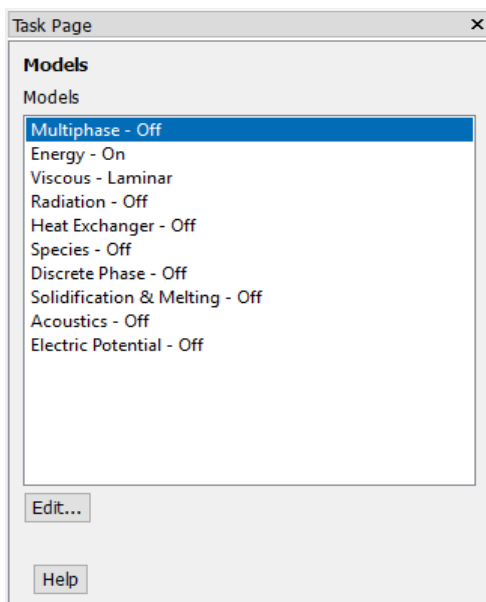 Task Page
Models
Models
Multiphase - Off
Energy - On
Viscous - Laminar
Radiation - Off
Heat Exchanger - Off
Species - Off
Discrete Phase - Off
Solidification & Melting - Off
Acoustics - Off
Electric Potential - Off
Edit...
Help